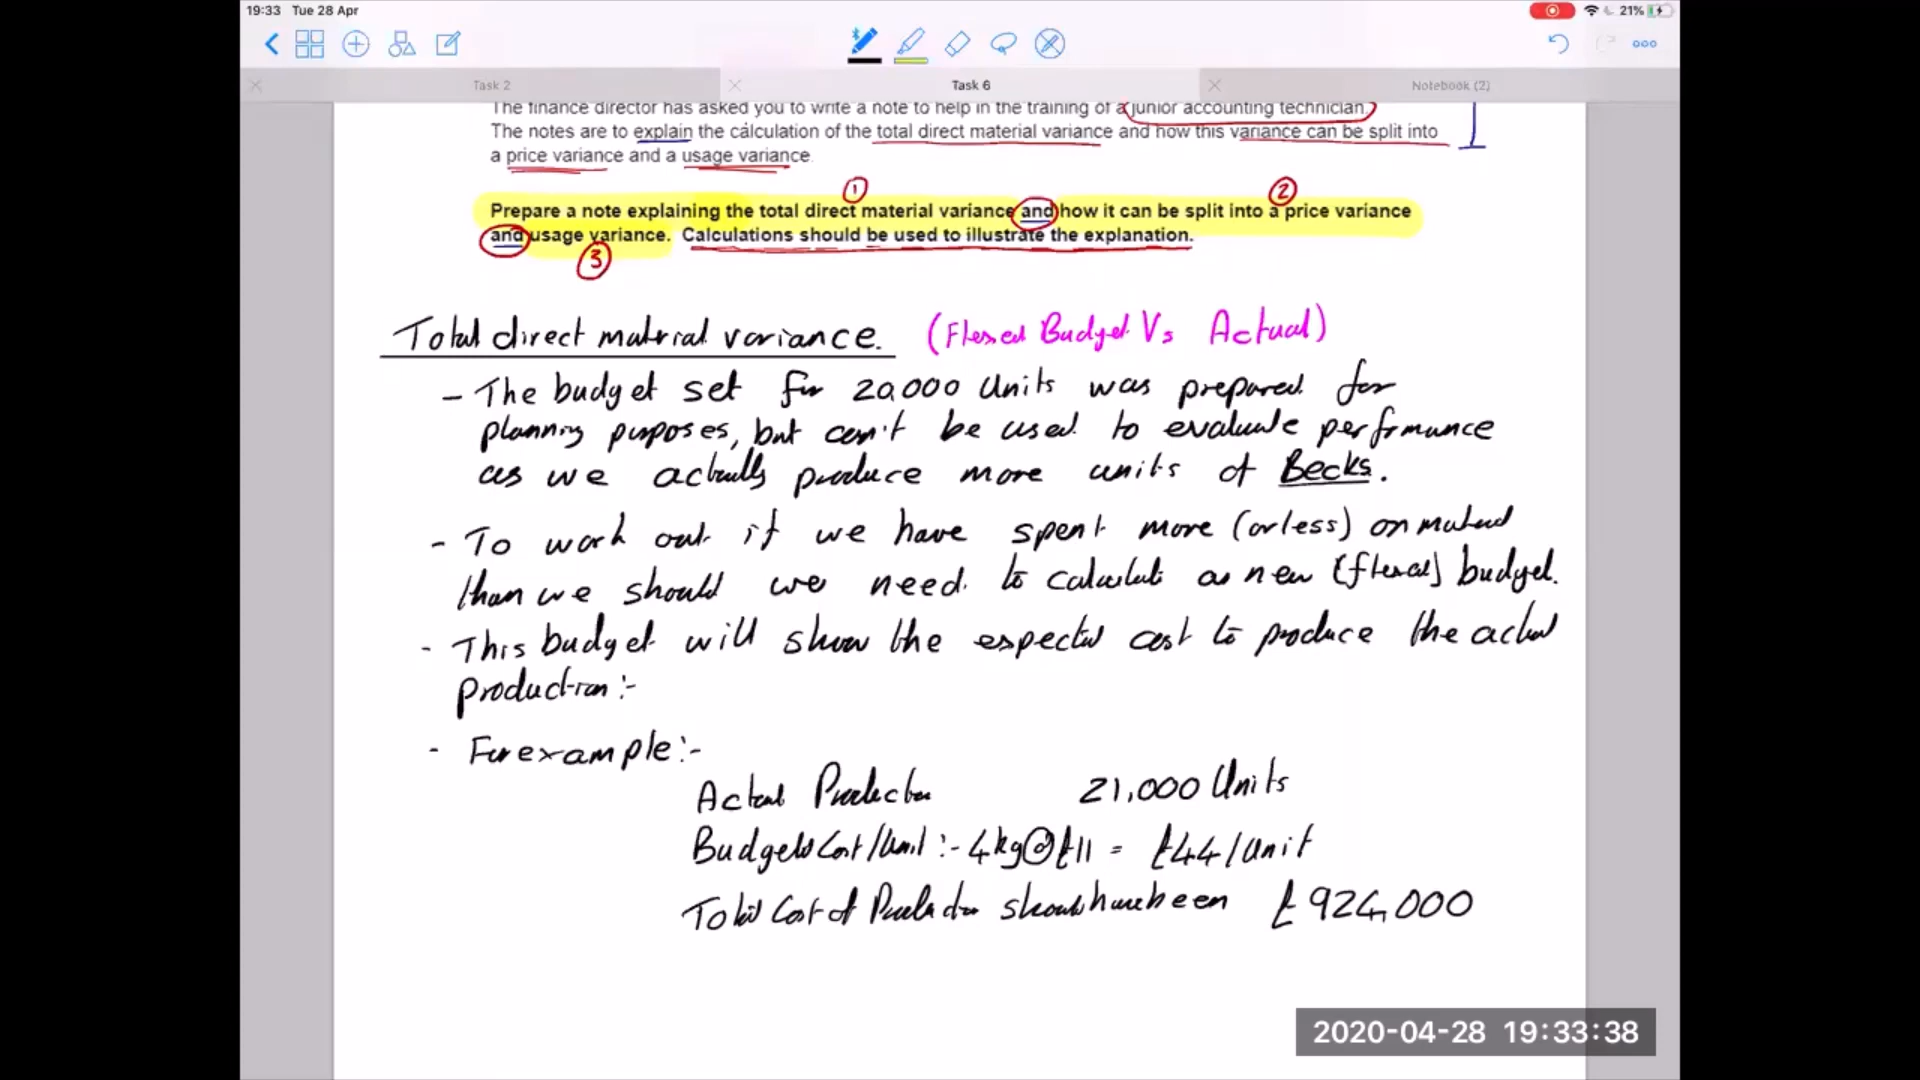 19:33 Tue 28 Apr
21%
Task 2
Task 6
Notebook (2)
The finance director has asked you to write a note to help in the training of a junior accounting technician.
The notes are to explain the calculation of the total direct material variance and how this variance can be split into
a price variance and a usage variance.
1
2
Prepare a note explaining the total direct material variance and how it can be split into a price variance
and usage variance. Calculations should be used to illustrate the explanation.
3
Total direct material variance. (Flexed Budget Vs Actual)
- The budget set for 20,000 Units was prepared for
planning purposes, but can't be used to evaluate performance
as we actually produce more units of Becks.
- To work out if we have spent more (or less) on material
than we should we need to calculate a new (flexed) budget.
- This budget will show the expected cost to produce the actual
production :-
- For example :-
Actual Production 21,000 Units
Budgeted Cost/Unit :- 4kg @ £11 = £44/Unit
Total Cost of Production should have been £924,000
2020-04-28 19:33:38